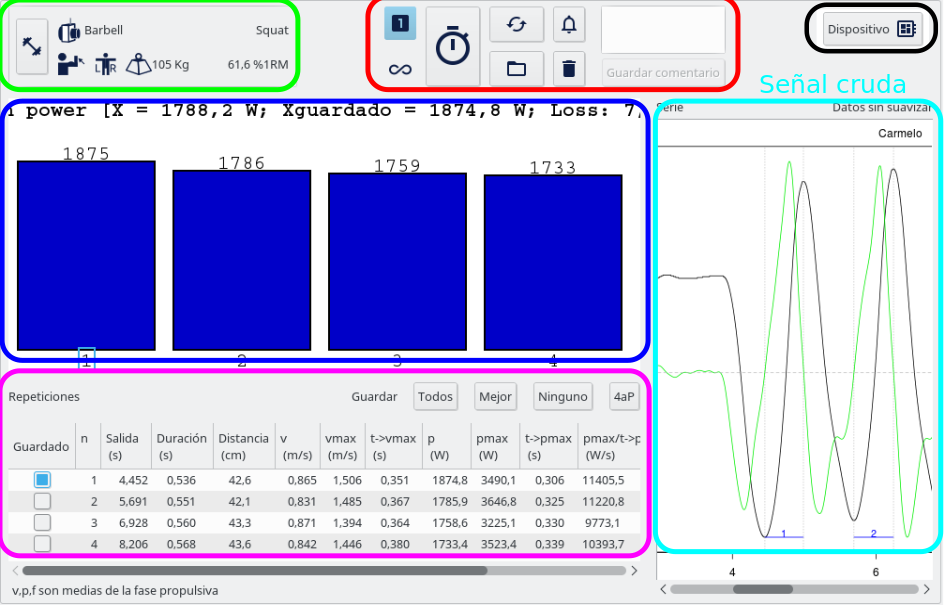 Barbell
Squat
1
L R
105 Kg
61,6 %1RM
Guardar comentario
Dispositivo
Señal cruda
power [X = 1788,2 W; Xguardado = 1874,8 W; Loss: 7,
1875
1786
1759
1733
1
2
3
4
Serie
Datos sin suavizar
Carmelo
1
2
4
6
Repeticiones
Guardar
Todos
Mejor
Ninguno
4aP
Guardado n Salida (s) Duración (s) Distancia (cm) v (m/s) vmax (m/s) t->vmax (s) p (W) pmax (W) t->pmax (s) pmax/t->p (W/s)
1 4,452 0,536 42,6 0,865 1,506 0,351 1874,8 3490,1 0,306 11405,5
2 5,691 0,551 42,1 0,831 1,485 0,367 1785,9 3646,8 0,325 11220,8
3 6,928 0,560 43,3 0,871 1,394 0,364 1758,6 3225,1 0,330 9773,1
4 8,206 0,568 43,6 0,842 1,446 0,380 1733,4 3523,4 0,339 10393,7
v,p,f son medias de la fase propulsiva